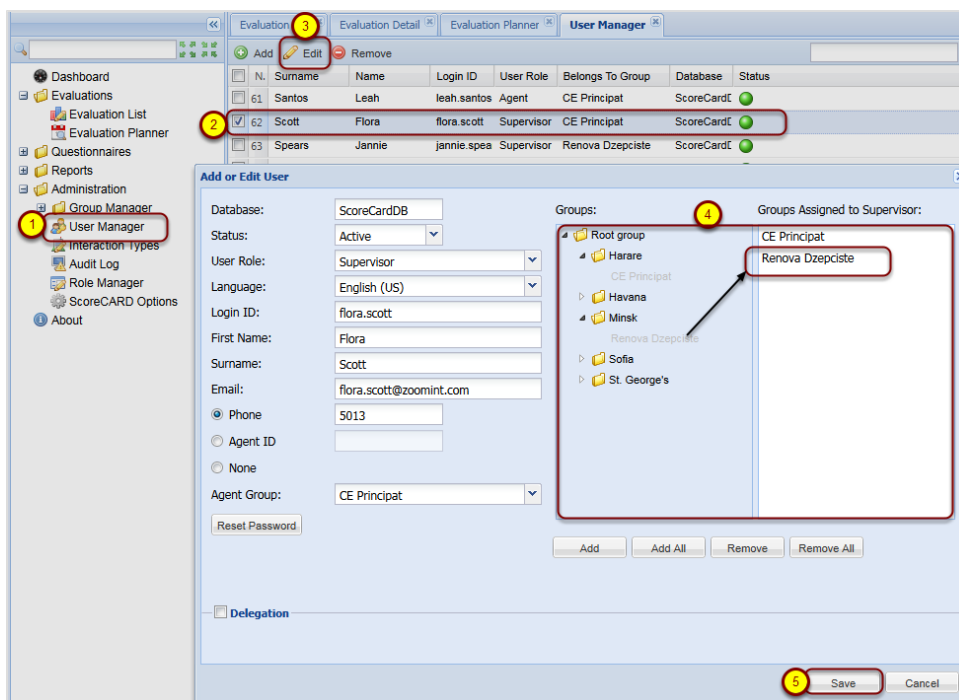 Evaluation
Evaluation Detail
Evaluation Planner
User Manager
3
Add
Edit
Remove
N. Surname Name Login ID User Role Belongs To Group Database Status
61 Santos Leah leah.santos Agent CE Principat ScoreCardD
2
62 Scott Flora flora.scott Supervisor CE Principat ScoreCardD
63 Spears Jannie jannie.spea Supervisor Renova Dzepciste ScoreCardD
Dashboard
Evaluations
Evaluation List
Evaluation Planner
Questionnaires
Reports
Administration
Group Manager
1
User Manager
Interaction Types
Audit Log
Role Manager
ScoreCARD Options
About
Add or Edit User
Database: ScoreCardDB
Status: Active
User Role: Supervisor
Language: English (US)
Login ID: flora.scott
First Name: Flora
Surname: Scott
Email: flora.scott@zoomint.com
Phone 5013
Agent ID
None
Agent Group: CE Principat
Reset Password
Groups:
4
Groups Assigned to Supervisor:
Root group
Harare
CE Principat
Havana
Minsk
Renova Dzepciste
Sofia
St. George's
CE Principat
Renova Dzepciste
Add
Add All
Remove
Remove All
Delegation
5
Save
Cancel